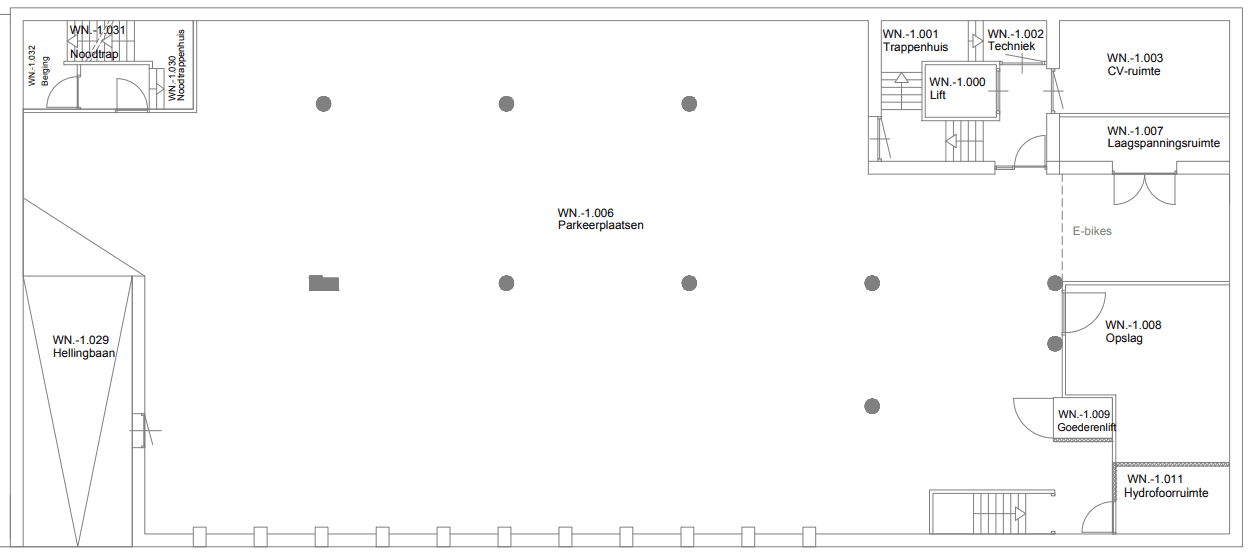 WN.-1.031
Noodtrap
WN.-1.032
Berging
WN.-1.030
Noodtrappenhuis
WN.-1.001
Trappenhuis
WN.-1.002
Techniek
WN.-1.003
CV-ruimte
WN.-1.000
Lift
WN.-1.007
Laagspanningsruimte
WN.-1.006
Parkeerplaatsen
E-bikes
WN.-1.029
Hellingbaan
WN.-1.008
Opslag
WN.-1.009
Goederenlift
WN.-1.011
Hydrofoorruimte